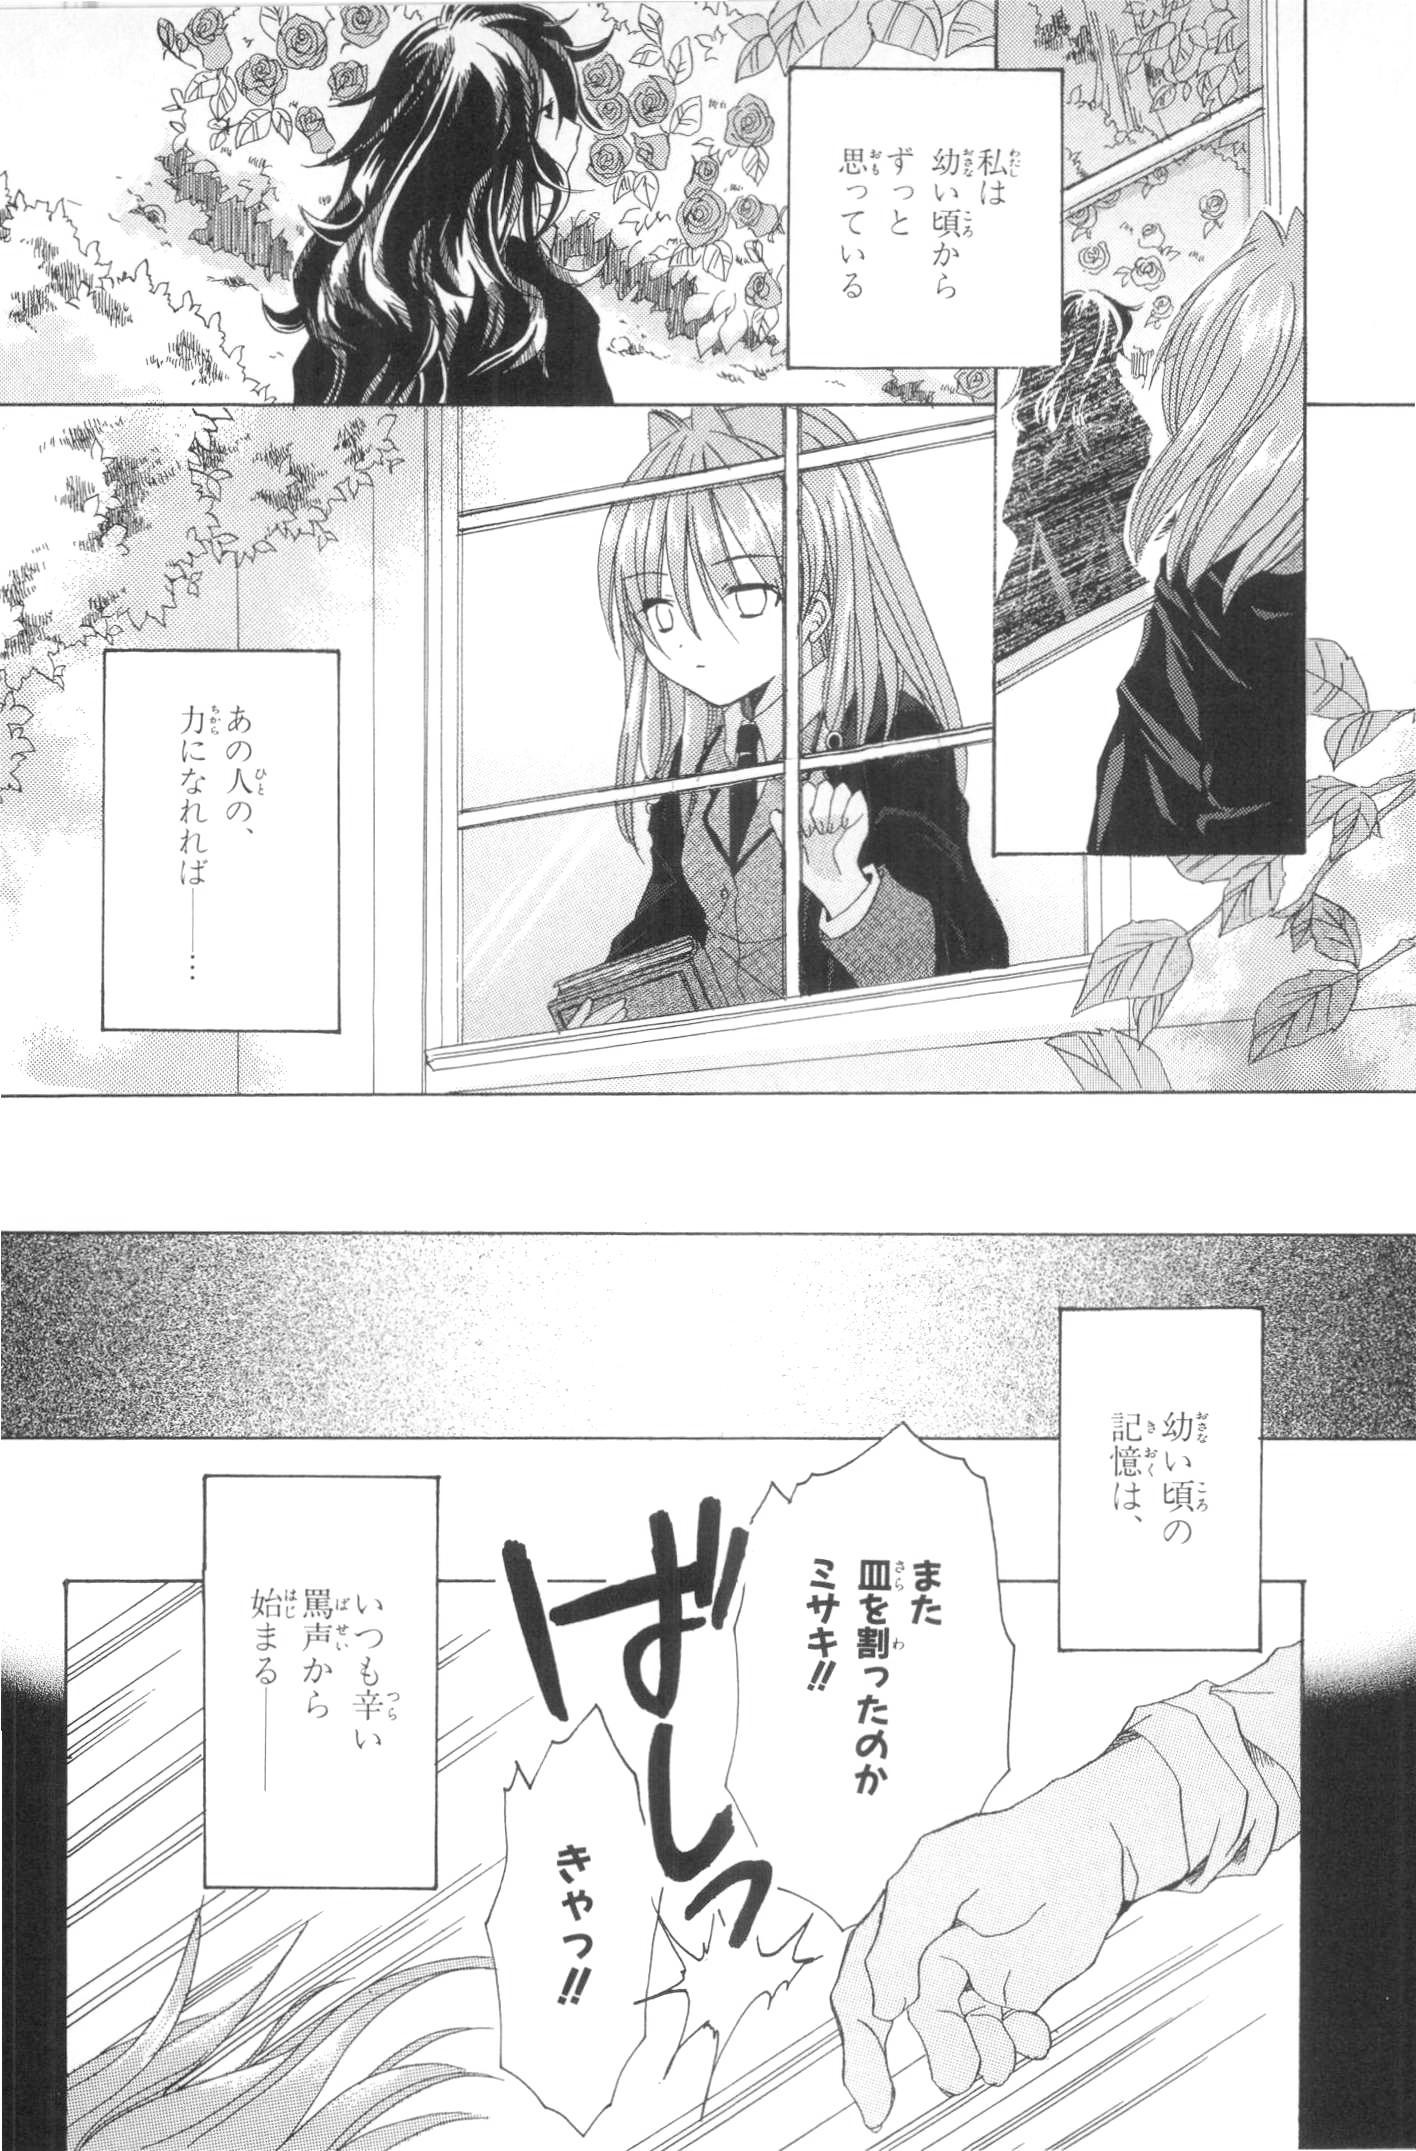 私は
幼い頃から
ずっと
思っている
あの人の、
力になれれば――…
幼い頃の
記憶は、
また
皿を割ったのか
ミサキ!!
ばしっ
きゃっ!!
いつも辛い
罵声から
始まる――